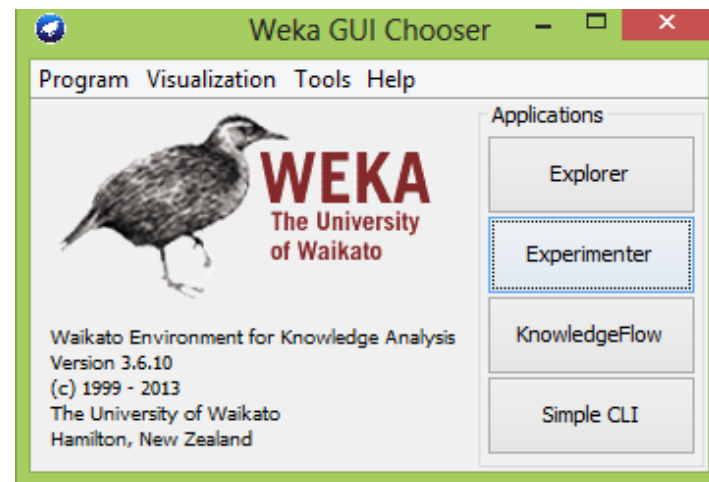 Weka GUI Chooser
Program Visualization Tools Help
WEKA
The University
of Waikato
Waikato Environment for Knowledge Analysis
Version 3.6.10
(c) 1999 - 2013
The University of Waikato
Hamilton, New Zealand
Applications
Explorer
Experimenter
KnowledgeFlow
Simple CLI